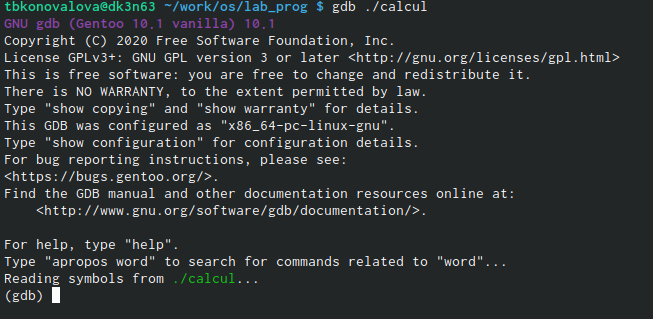 tbkonovalova@dk3n63 ~/work/os/lab_prog $ gdb ./calcul
GNU gdb (Gentoo 10.1 vanilla) 10.1
Copyright (C) 2020 Free Software Foundation, Inc.
License GPLv3+: GNU GPL version 3 or later <http://gnu.org/licenses/gpl.html>
This is free software: you are free to change and redistribute it.
There is NO WARRANTY, to the extent permitted by law.
Type "show copying" and "show warranty" for details.
This GDB was configured as "x86_64-pc-linux-gnu".
Type "show configuration" for configuration details.
For bug reporting instructions, please see:
<https://bugs.gentoo.org/>.
Find the GDB manual and other documentation resources online at:
    <http://www.gnu.org/software/gdb/documentation/>.

For help, type "help".
Type "apropos word" to search for commands related to "word"...
Reading symbols from ./calcul...
(gdb)